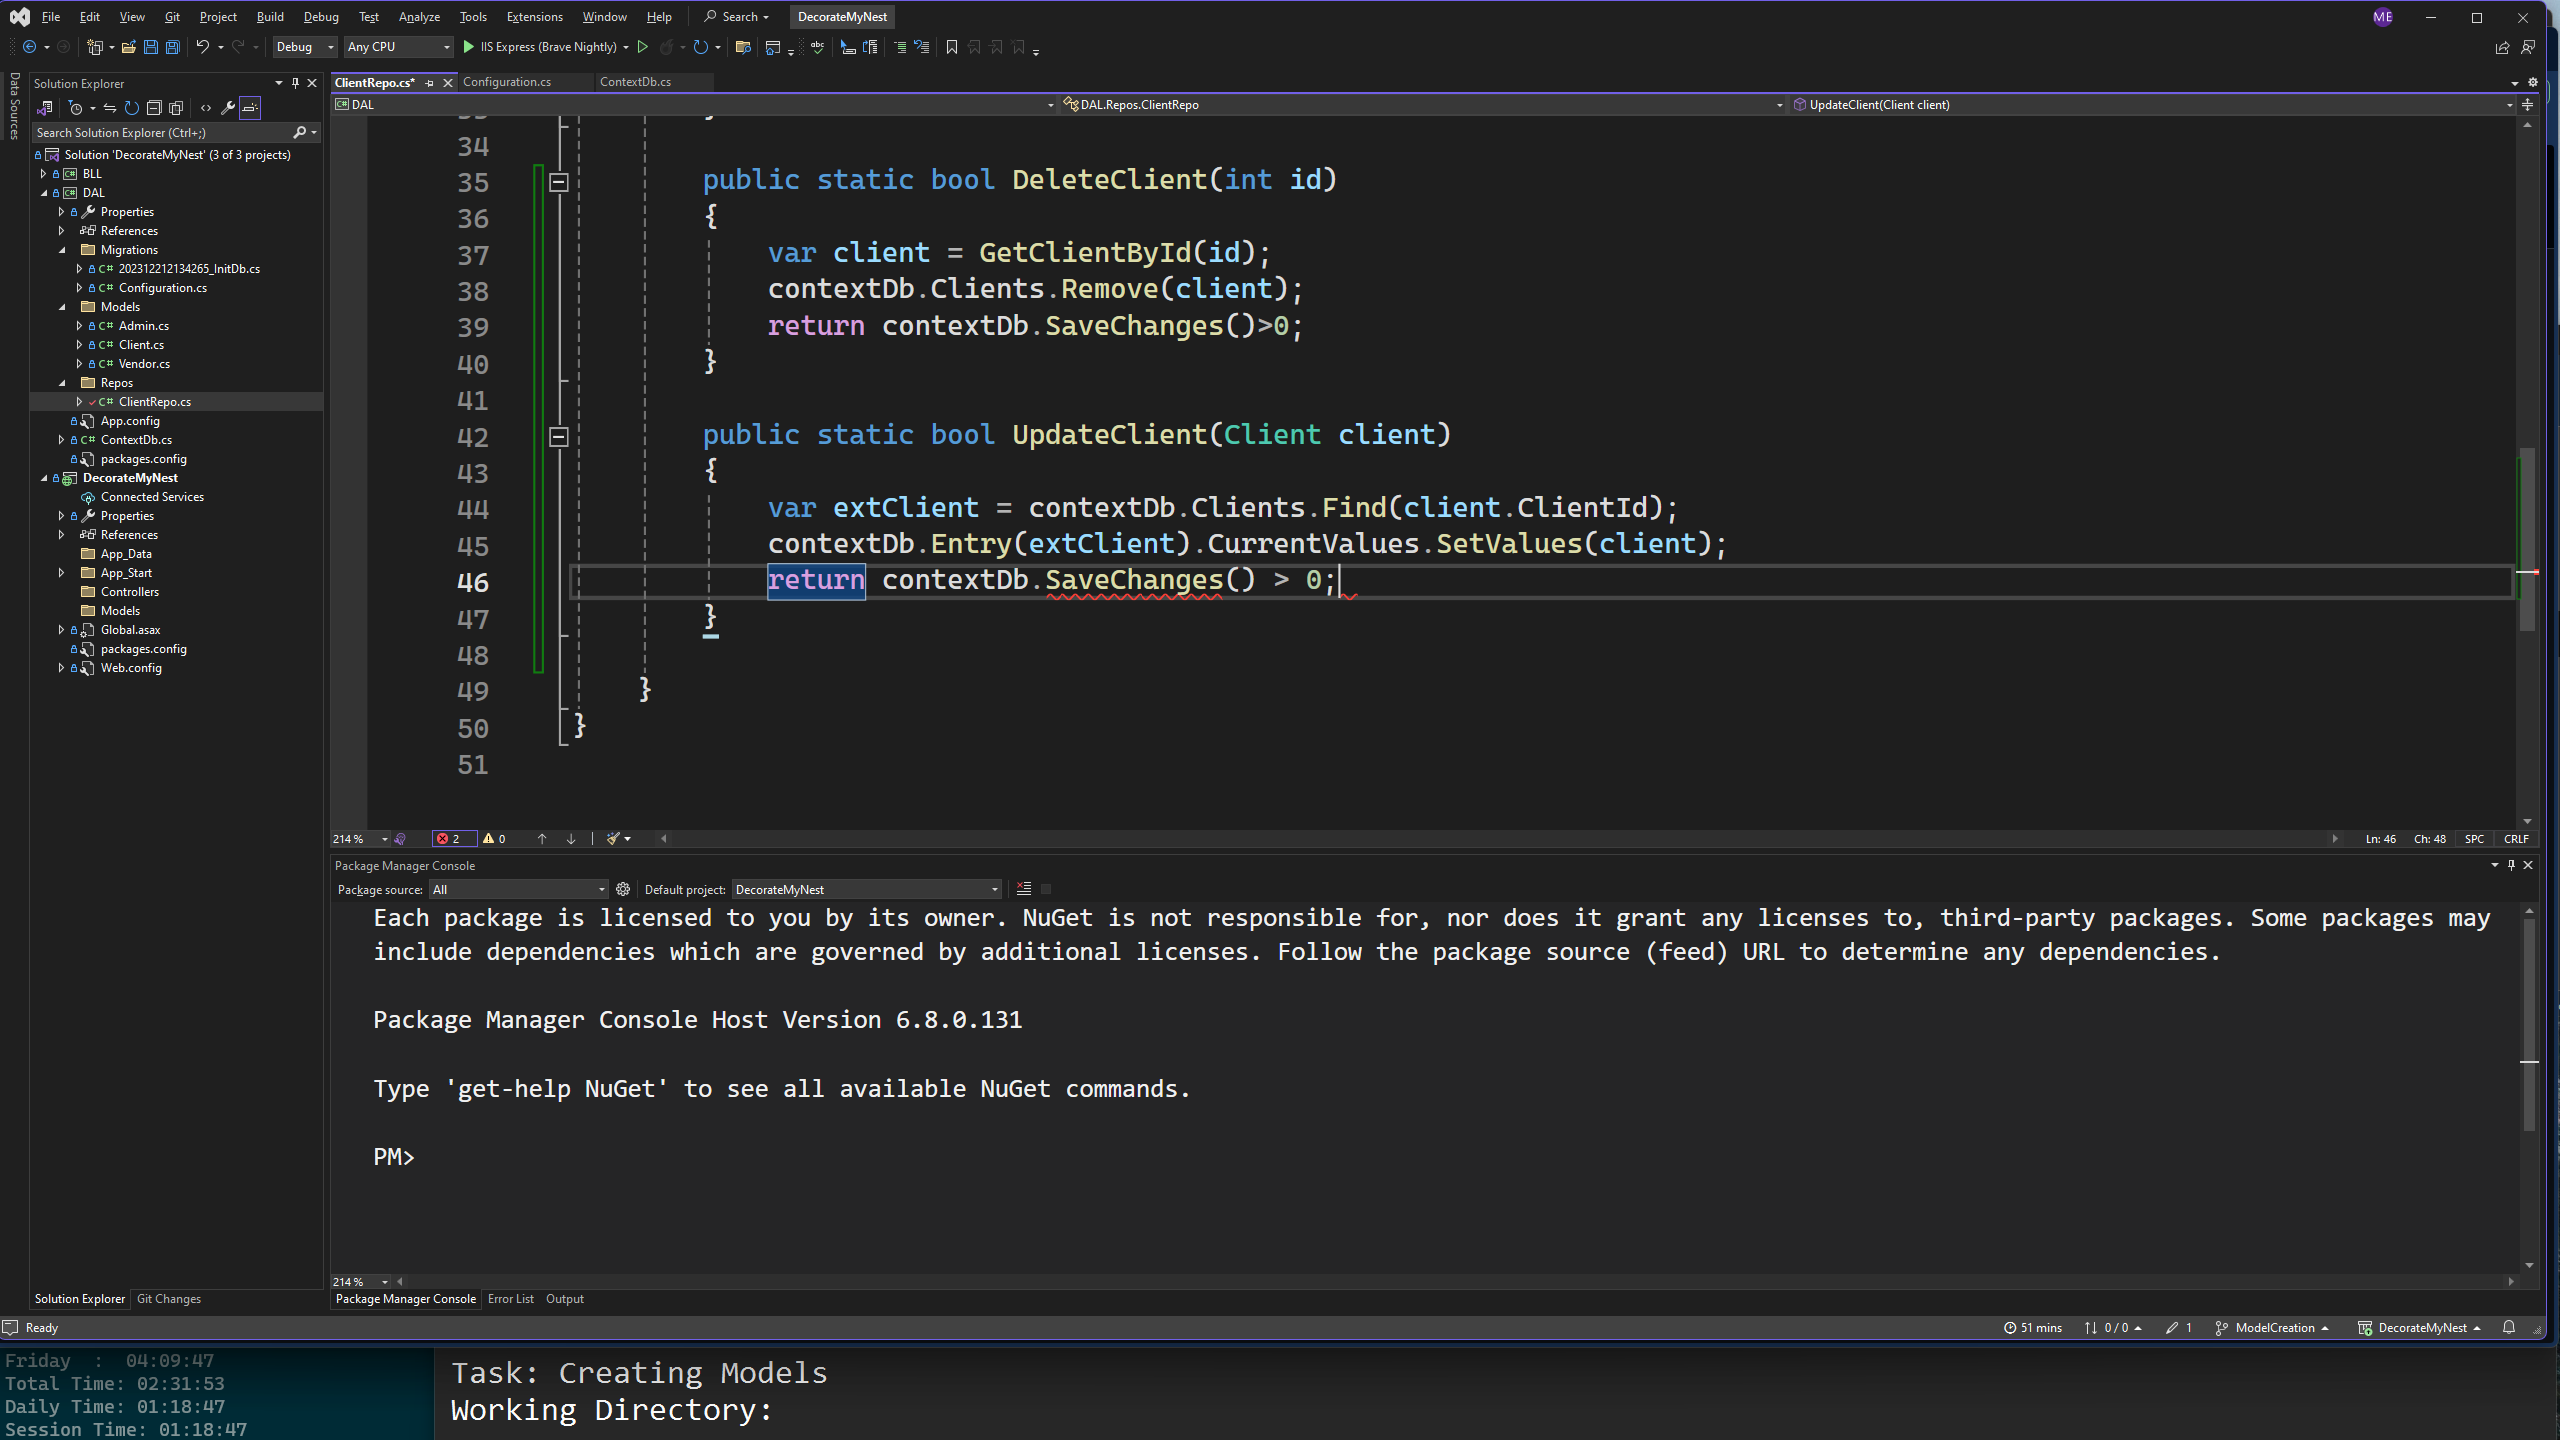 File Edit View Git Project Build Debug Test Analyze Tools Extensions Window Help Search DecorateMyNest ME
Debug Any CPU IIS Express (Brave Nightly)
Data Sources
Solution Explorer
Search Solution Explorer (Ctrl+;)
Solution 'DecorateMyNest' (3 of 3 projects)
BLL
DAL
Properties
References
Migrations
202312212134265_InitDb.cs
Configuration.cs
Models
Admin.cs
Client.cs
Vendor.cs
Repos
ClientRepo.cs
App.config
ContextDb.cs
packages.config
DecorateMyNest
Connected Services
Properties
References
App_Data
App_Start
Controllers
Models
Global.asax
packages.config
Web.config
Solution Explorer Git Changes
ClientRepo.cs* Configuration.cs ContextDb.cs
DAL DAL.Repos.ClientRepo UpdateClient(Client client)
34
35 public static bool DeleteClient(int id)
36 {
37 var client = GetClientById(id);
38 contextDb.Clients.Remove(client);
39 return contextDb.SaveChanges()>0;
40 }
41
42 public static bool UpdateClient(Client client)
43 {
44 var extClient = contextDb.Clients.Find(client.ClientId);
45 contextDb.Entry(extClient).CurrentValues.SetValues(client);
46 return contextDb.SaveChanges() > 0;
47 }
48
49 }
50 }
51
214 % 2 0 Ln: 46 Ch: 48 SPC CRLF
Package Manager Console
Package source: All Default project: DecorateMyNest
Each package is licensed to you by its owner. NuGet is not responsible for, nor does it grant any licenses to, third-party packages. Some packages may
include dependencies which are governed by additional licenses. Follow the package source (feed) URL to determine any dependencies.
Package Manager Console Host Version 6.8.0.131
Type 'get-help NuGet' to see all available NuGet commands.
PM>
214 %
Package Manager Console Error List Output
Ready 51 mins 0 / 0 1 ModelCreation DecorateMyNest
Friday : 04:09:47
Total Time: 02:31:53
Daily Time: 01:18:47
Session Time: 01:18:47
Task: Creating Models
Working Directory: